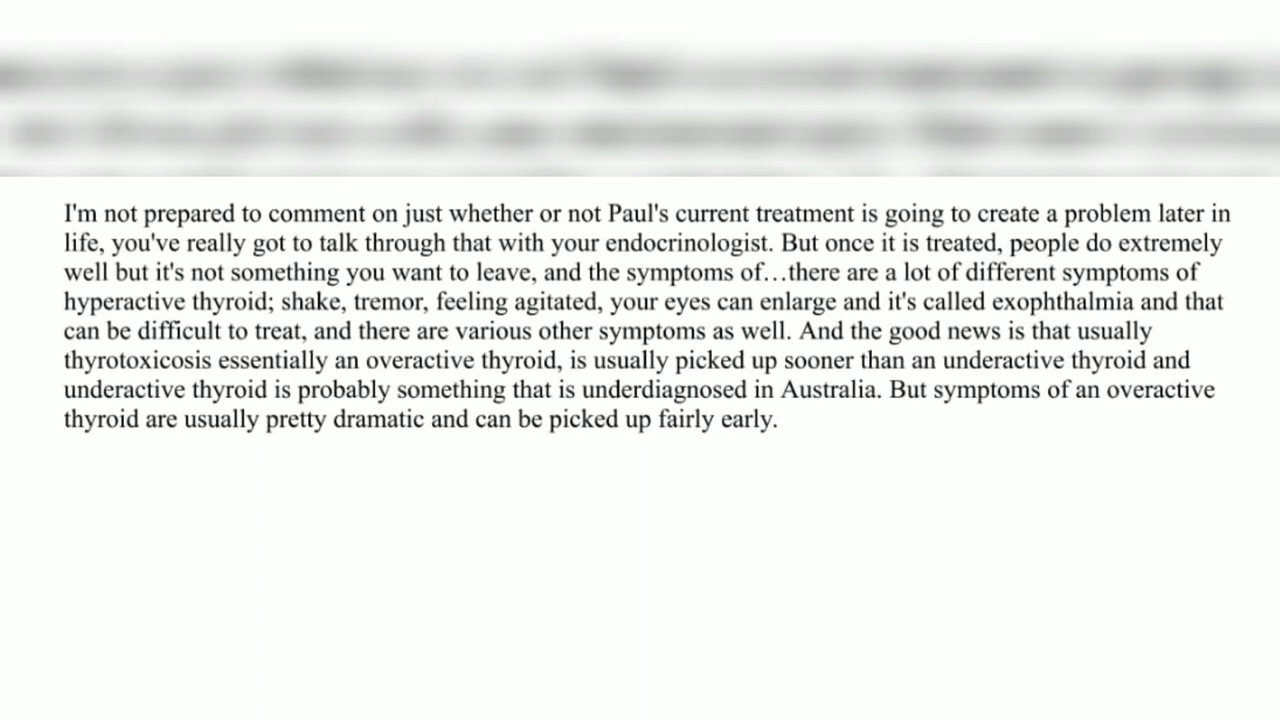 I'm not prepared to comment on just whether or not Paul's current treatment is going to create a problem later in
life, you've really got to talk through that with your endocrinologist. But once it is treated, people do extremely
well but it's not something you want to leave, and the symptoms of…there are a lot of different symptoms of
hyperactive thyroid; shake, tremor, feeling agitated, your eyes can enlarge and it's called exophthalmia and that
can be difficult to treat, and there are various other symptoms as well. And the good news is that usually
thyrotoxicosis essentially an overactive thyroid, is usually picked up sooner than an underactive thyroid and
underactive thyroid is probably something that is underdiagnosed in Australia. But symptoms of an overactive
thyroid are usually pretty dramatic and can be picked up fairly early.